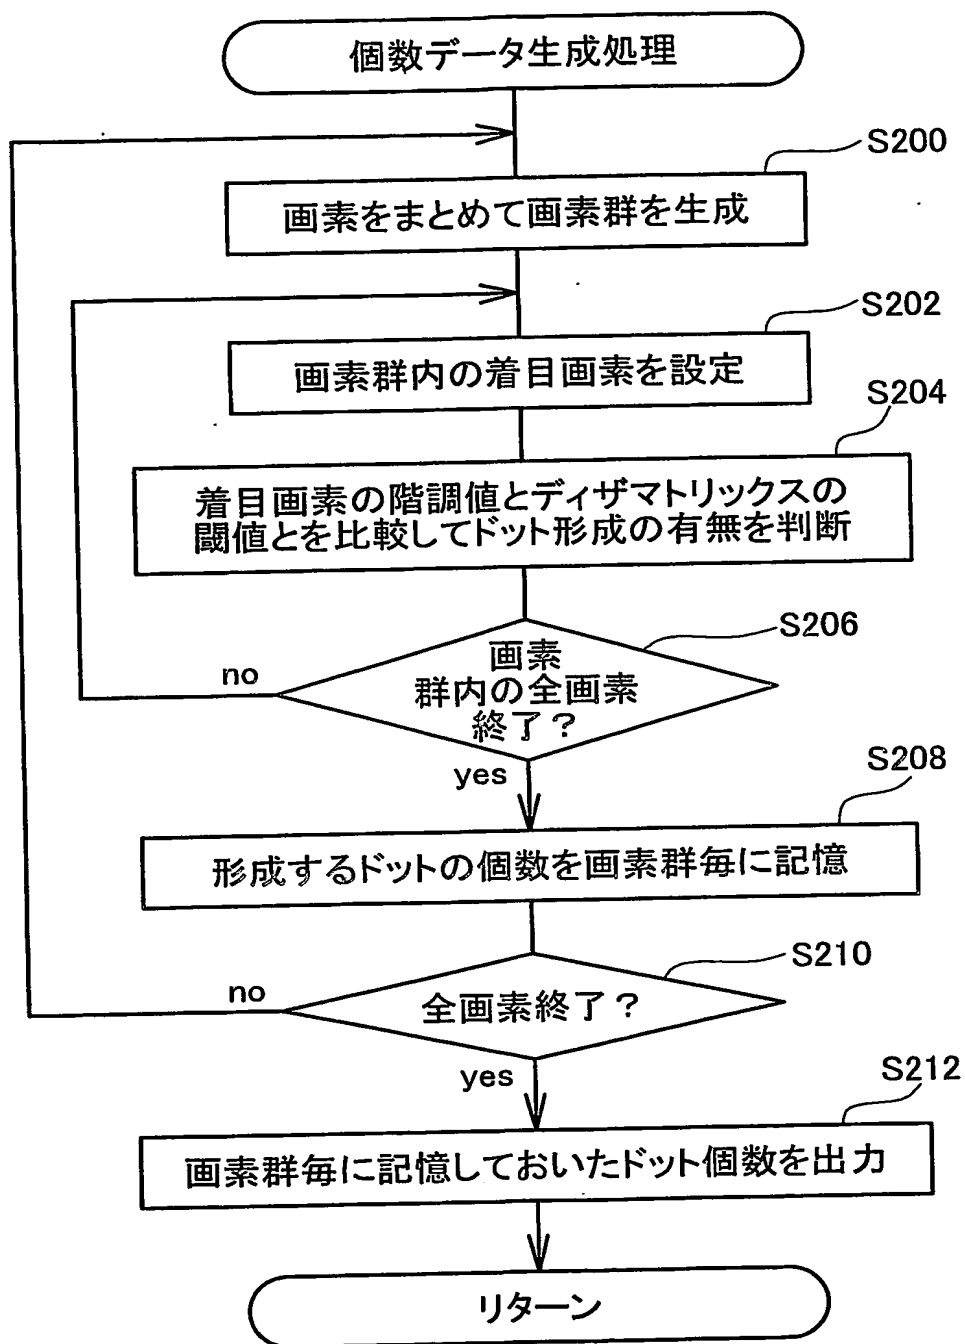 個数データ生成処理
S200
画素をまとめて画素群を生成
S202
画素群内の着目画素を設定
S204
着目画素の階調値とディザマトリックスの
閾値とを比較してドット形成の有無を判断
S206
画素
群内の全画素
終了？
no
yes
S208
形成するドットの個数を画素群毎に記憶
S210
全画素終了？
no
yes
S212
画素群毎に記憶しておいたドット個数を出力
リターン